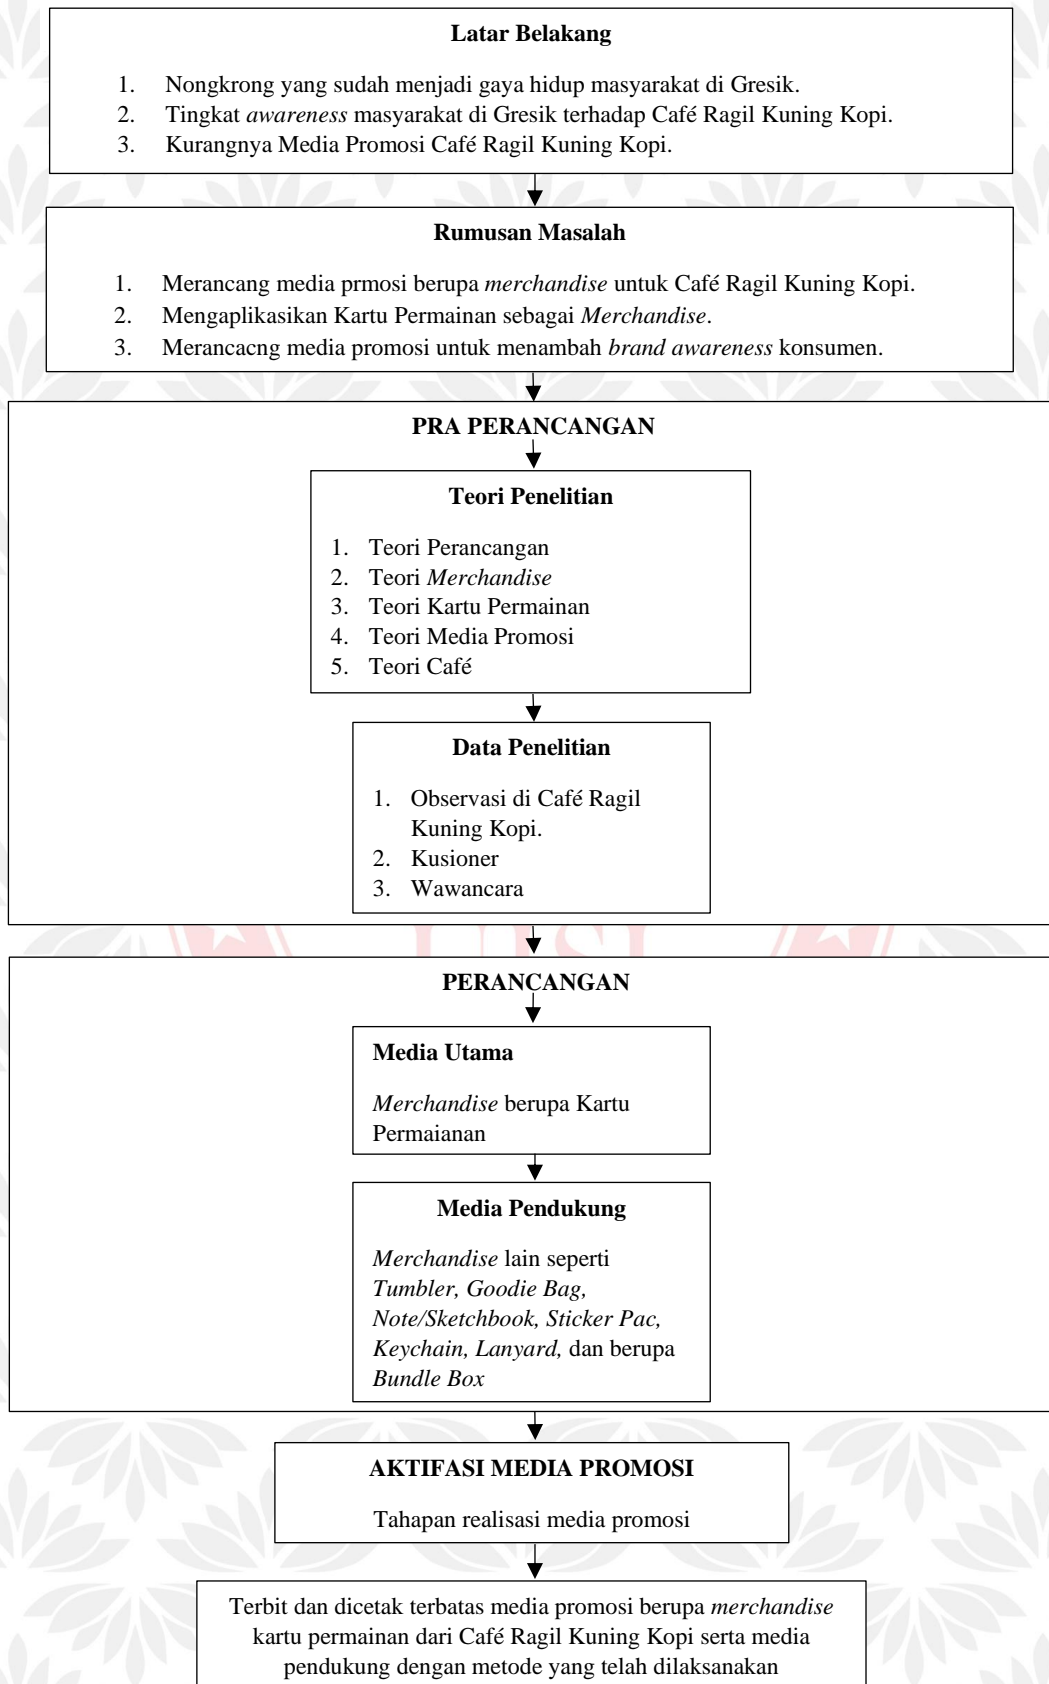 Latar Belakang
1. Nongkrong yang sudah menjadi gaya hidup masyarakat di Gresik.
2. Tingkat awareness masyarakat di Gresik terhadap Café Ragil Kuning Kopi.
3. Kurangnya Media Promosi Café Ragil Kuning Kopi.
Rumusan Masalah
1. Merancang media prmosi berupa merchandise untuk Café Ragil Kuning Kopi.
2. Mengaplikasikan Kartu Permainan sebagai Merchandise.
3. Merancacng media promosi untuk menambah brand awareness konsumen.
PRA PERANCANGAN
Teori Penelitian
1. Teori Perancangan
2. Teori Merchandise
3. Teori Kartu Permainan
4. Teori Media Promosi
5. Teori Café
Data Penelitian
1. Observasi di Café Ragil
Kuning Kopi.
2. Kusioner
3. Wawancara
UISI
PERANCANGAN
Media Utama
Merchandise berupa Kartu
Permaianan
Media Pendukung
Merchandise lain seperti
Tumbler, Goodie Bag,
Note/Sketchbook, Sticker Pac,
Keychain, Lanyard, dan berupa
Bundle Box
AKTIFASI MEDIA PROMOSI
Tahapan realisasi media promosi
Terbit dan dicetak terbatas media promosi berupa merchandise
kartu permainan dari Café Ragil Kuning Kopi serta media
pendukung dengan metode yang telah dilaksanakan